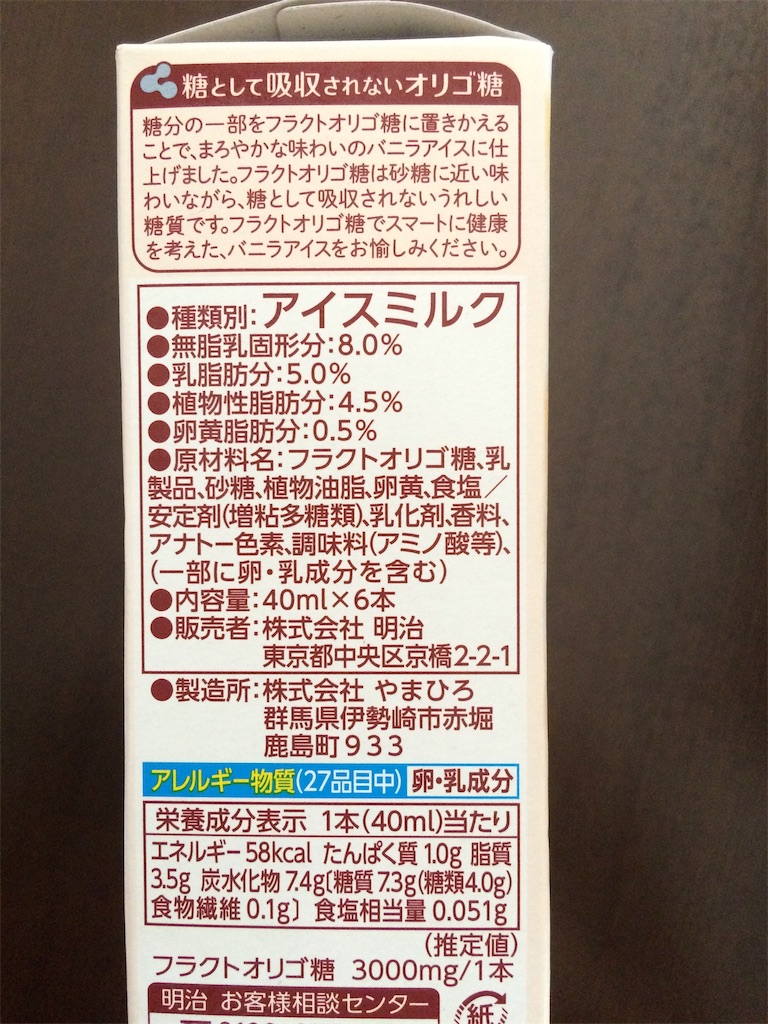 糖として吸収されないオリゴ糖
糖分の一部をフラクトオリゴ糖に置きかえる
ことで、まろやかな味わいのバニラアイスに仕
上げました。フラクトオリゴ糖は砂糖に近い味
わいながら、糖として吸収されないうれしい
糖質です。フラクトオリゴ糖でスマートに健康
を考えた、バニラアイスをお愉しみください。
●種類別：アイスミルク
●無脂乳固形分：8.0%
●乳脂肪分：5.0%
●植物性脂肪分：4.5%
●卵黄脂肪分：0.5%
●原材料名：フラクトオリゴ糖、乳
製品、砂糖、植物油脂、卵黄、食塩／
安定剤(増粘多糖類)、乳化剤、香料、
アナトー色素、調味料(アミノ酸等)、
(一部に卵・乳成分を含む)
●内容量：40ml×6本
●販売者：株式会社 明治
東京都中央区京橋2-2-1
●製造所：株式会社 やまひろ
群馬県伊勢崎市赤堀
鹿島町933
アレルギー物質(27品目中) 卵・乳成分
栄養成分表示 1本(40ml)当たり
エネルギー 58kcal たんぱく質 1.0g 脂質
3.5g 炭水化物 7.4g〔糖質 7.3g(糖類4.0g)
食物繊維 0.1g〕 食塩相当量 0.051g
(推定値)
フラクトオリゴ糖 3000mg/1本
明治 お客様相談センター
紙